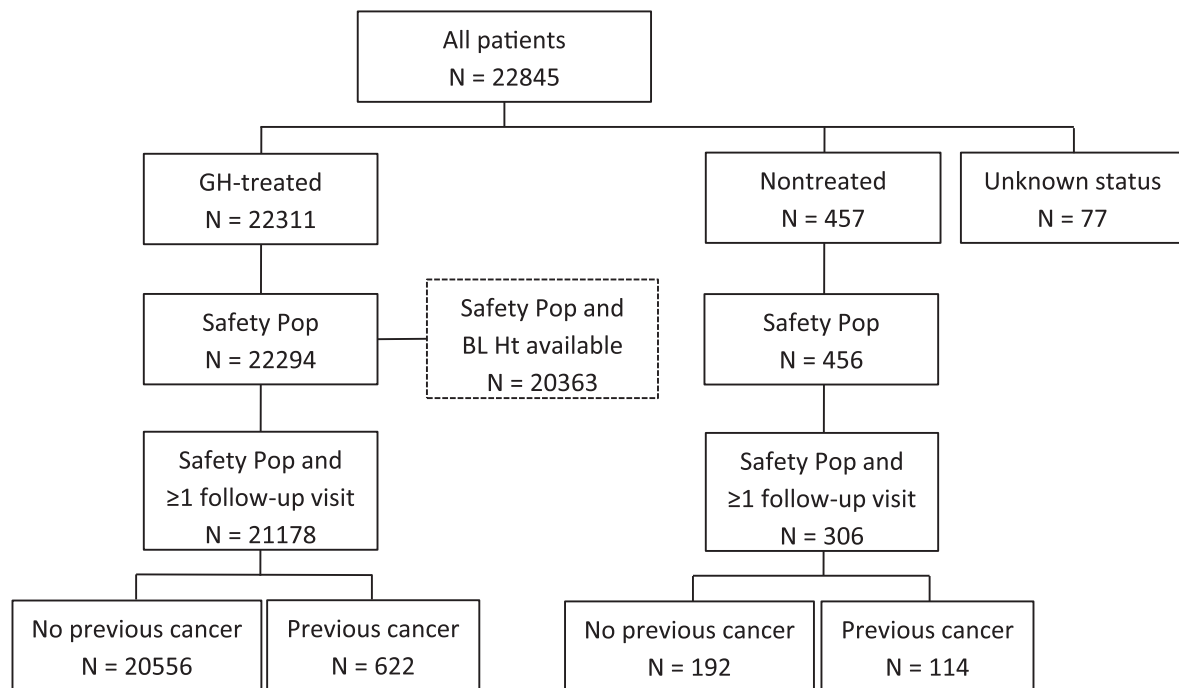 All patients
N = 22845
GH-treated
N = 22311
Nontreated
N = 457
Unknown status
N = 77
Safety Pop
N = 22294
Safety Pop and
BL Ht available
N = 20363
Safety Pop
N = 456
Safety Pop and
≥1 follow-up visit
N = 21178
Safety Pop and
≥1 follow-up visit
N = 306
No previous cancer
N = 20556
Previous cancer
N = 622
No previous cancer
N = 192
Previous cancer
N = 114